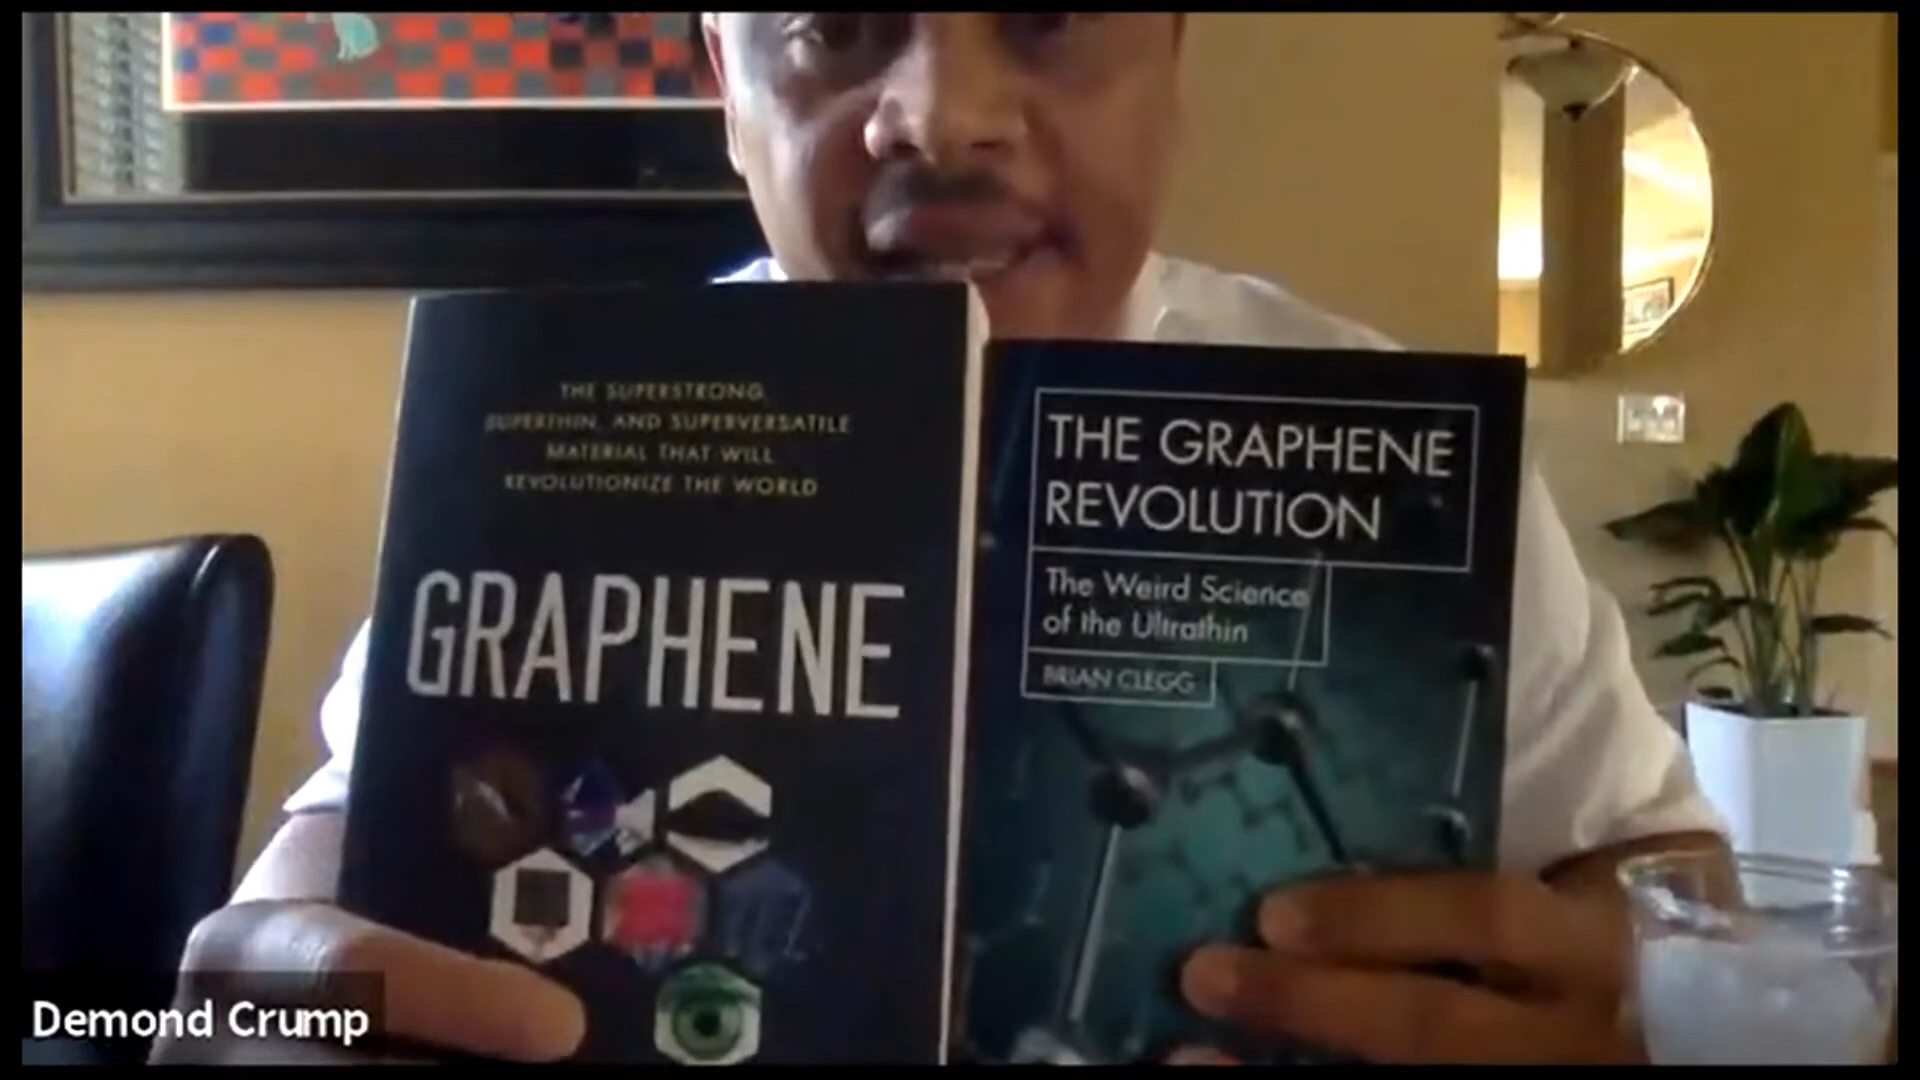 THE SUPERSTRONG,
SUPERTHIN, AND SUPERVERSATILE
MATERIAL THAT WILL
REVOLUTIONIZE THE WORLD
GRAPHENE
THE GRAPHENE
REVOLUTION
The Weird Science
of the Ultrathin
BRIAN CLEGG
Demond Crump